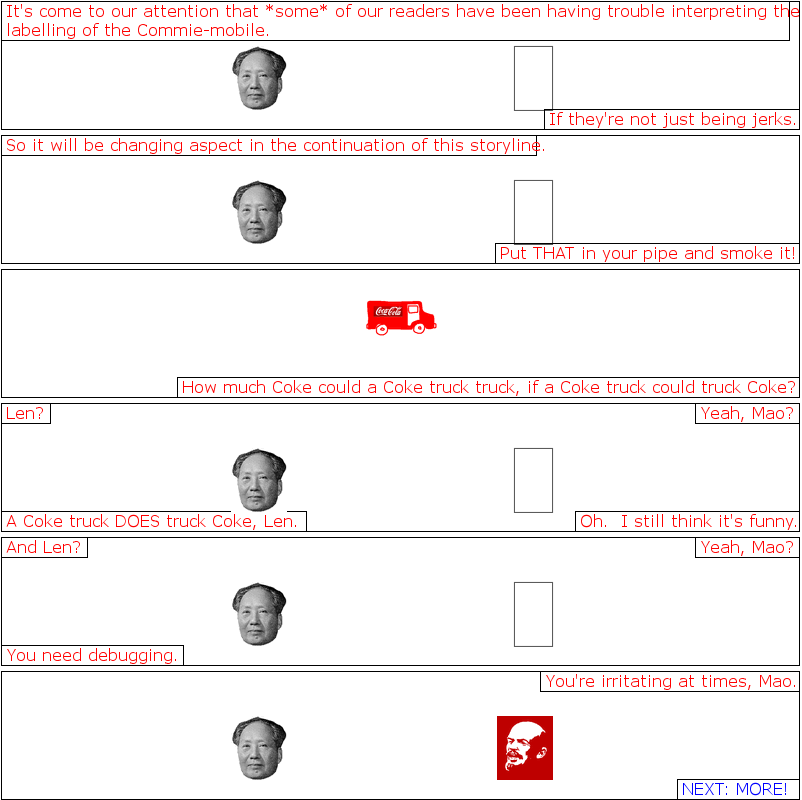 It's come to our attention that *some* of our readers have been having trouble interpreting the
labelling of the Commie-mobile.
If they're not just being jerks.
So it will be changing aspect in the continuation of this storyline.
Put THAT in your pipe and smoke it!
Coca-Cola
How much Coke could a Coke truck truck, if a Coke truck could truck Coke?
Len?
Yeah, Mao?
A Coke truck DOES truck Coke, Len.
Oh.  I still think it's funny.
And Len?
Yeah, Mao?
You need debugging.
You're irritating at times, Mao.
NEXT: MORE!